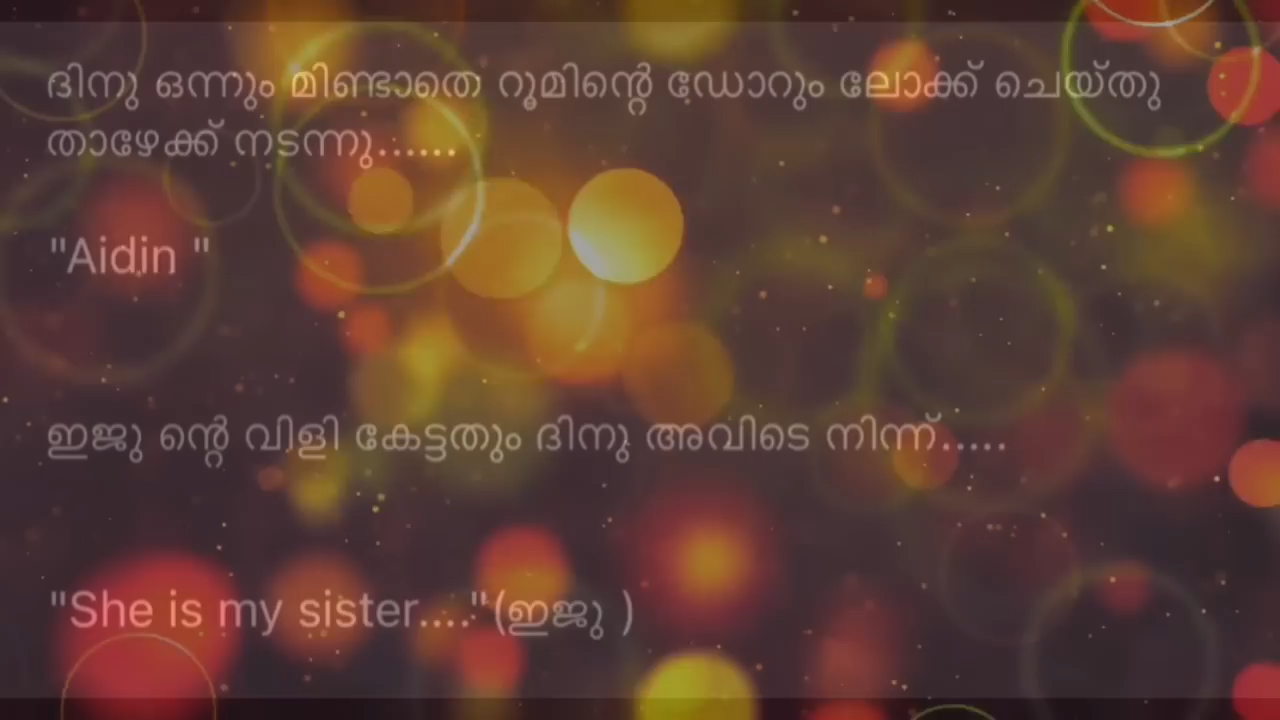 ദിനു ഒന്നും മിണ്ടാതെ റൂമിന്റെ ഡോറും ലോക്ക് ചെയ്തു
താഴേക്ക് നടന്നു......
"Aidin "
ഇജു ന്റെ വിളി കേട്ടതും ദിനു അവിടെ നിന്ന്.....
"She is my sister...."(ഇജു )